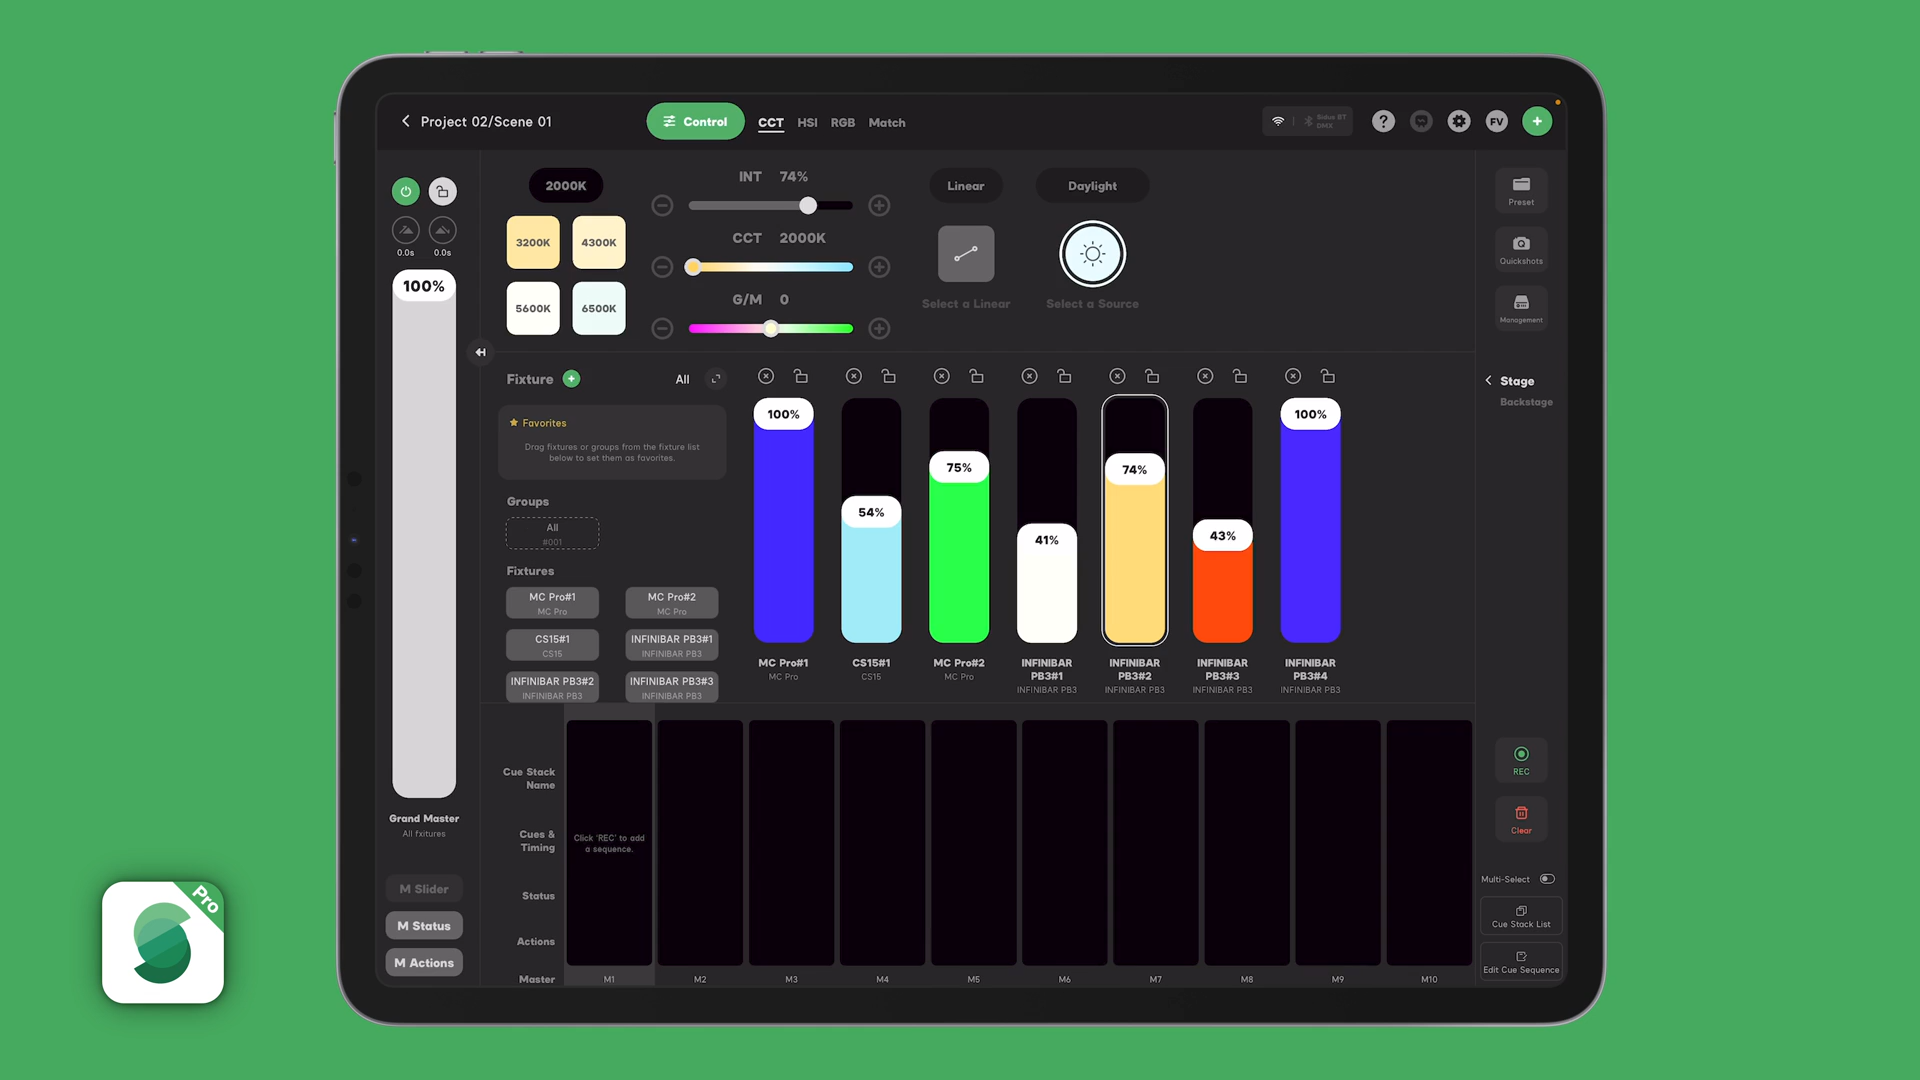 Project 02/Scene 01
Control
CCT
HSI
RGB
Match
Sidus BT
DMX
?
FV
+
0.0s
0.0s
100%
Grand Master
All fixtures
M Slider
M Status
M Actions
2000K
3200K
4300K
5600K
6500K
INT 74%
CCT 2000K
G/M 0
Linear
Select a Linear
Daylight
Select a Source
Preset
Quickshots
Management
Stage
Backstage
Fixture
All
Favorites
Drag fixtures or groups from the fixture list
below to set them as favorites.
Groups
All
#001
Fixtures
MC Pro#1
MC Pro
MC Pro#2
MC Pro
CS15#1
CS15
INFINIBAR PB3#1
INFINIBAR PB3
INFINIBAR PB3#2
INFINIBAR PB3
INFINIBAR PB3#3
INFINIBAR PB3
100%
MC Pro#1
MC Pro
54%
CS15#1
CS15
75%
MC Pro#2
MC Pro
41%
INFINIBAR
PB3#1
INFINIBAR PB3
74%
INFINIBAR
PB3#2
INFINIBAR PB3
43%
INFINIBAR
PB3#3
INFINIBAR PB3
100%
INFINIBAR
PB3#4
INFINIBAR PB3
Cue Stack
Name
Cues &
Timing
Status
Actions
Master
Click 'REC' to add
a sequence.
M1
M2
M3
M4
M5
M6
M7
M8
M9
M10
REC
Clear
Multi-Select
Cue Stack List
Edit Cue Sequence
Pro